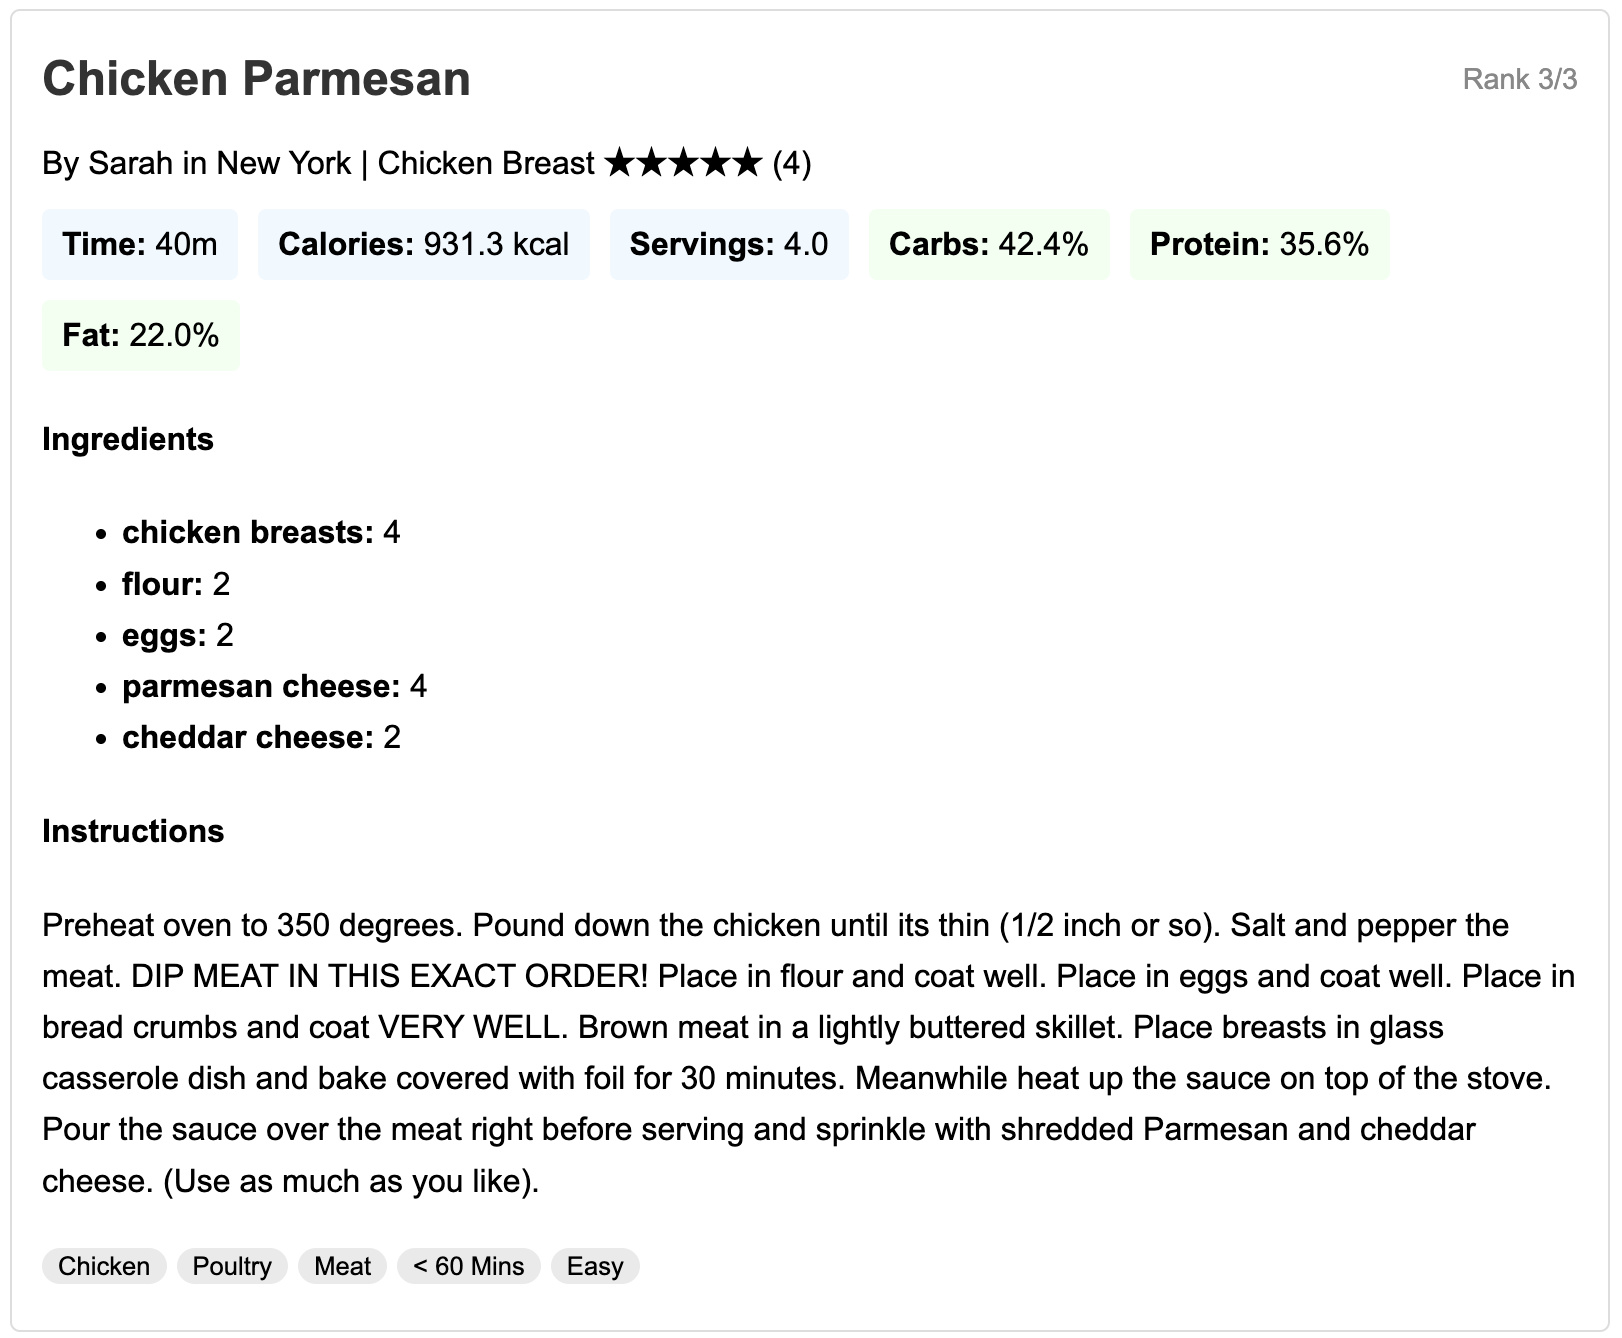 Chicken Parmesan
Rank 3/3
By Sarah in New York | Chicken Breast ★★★★★ (4)
Time: 40m Calories: 931.3 kcal Servings: 4.0 Carbs: 42.4% Protein: 35.6%
Fat: 22.0%
Ingredients
• chicken breasts: 4
• flour: 2
• eggs: 2
• parmesan cheese: 4
• cheddar cheese: 2
Instructions
Preheat oven to 350 degrees. Pound down the chicken until its thin (1/2 inch or so). Salt and pepper the
meat. DIP MEAT IN THIS EXACT ORDER! Place in flour and coat well. Place in eggs and coat well. Place in
bread crumbs and coat VERY WELL. Brown meat in a lightly buttered skillet. Place breasts in glass
casserole dish and bake covered with foil for 30 minutes. Meanwhile heat up the sauce on top of the stove.
Pour the sauce over the meat right before serving and sprinkle with shredded Parmesan and cheddar
cheese. (Use as much as you like).
Chicken Poultry Meat < 60 Mins Easy